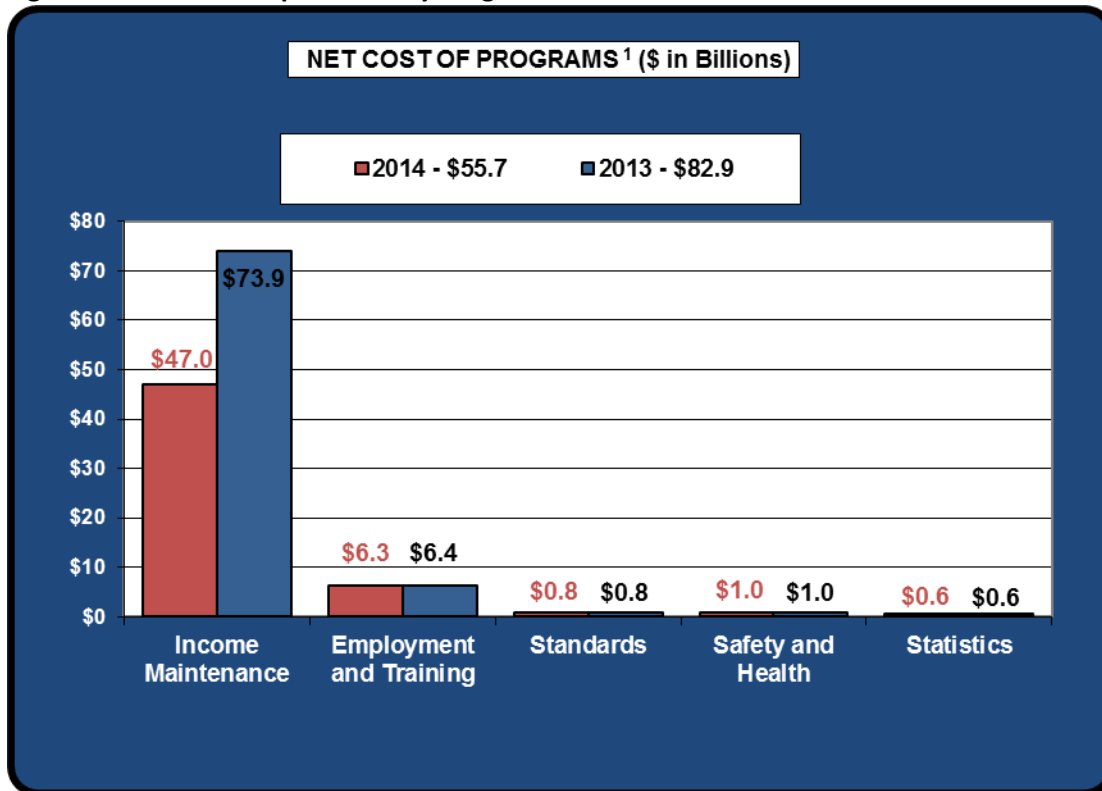 NET COST OF PROGRAMS ¹ ($ in Billions)
2014 - $55.7 2013 - $82.9
$80
$70
$60
$50
$40
$30
$20
$10
$0
$73.9
$47.0
$6.3 $6.4
$0.8 $0.8
$1.0 $1.0
$0.6 $0.6
Income
Maintenance
Employment
and Training
Standards
Safety and
Health
Statistics